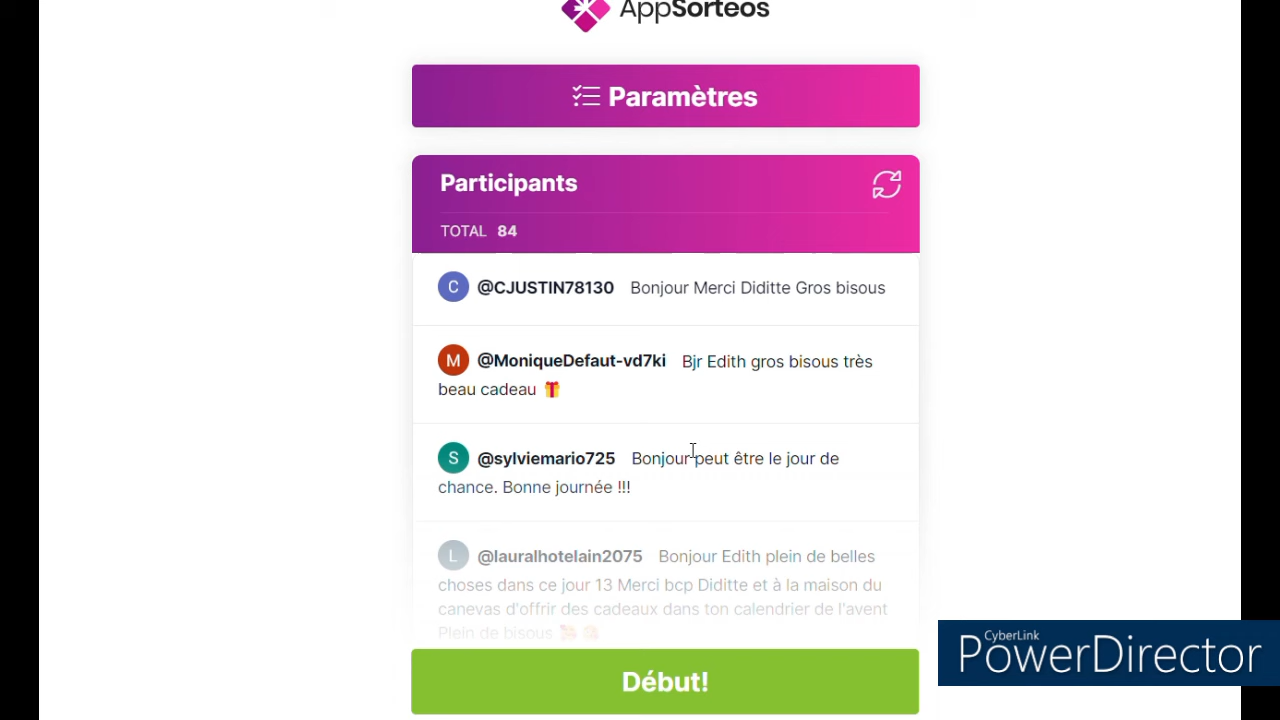 AppSorteos
Paramètres
Participants
TOTAL 84
C @CJUSTIN78130 Bonjour Merci Diditte Gros bisous
M @MoniqueDefaut-vd7ki Bjr Edith gros bisous très
beau cadeau 🎁
S @sylviemario725 Bonjour peut être le jour de
chance. Bonne journée !!!
L @lauralhotelain2075 Bonjour Edith plein de belles
choses dans ce jour 13 Merci bcp Diditte et à la maison du
canevas d'offrir des cadeaux dans ton calendrier de l'avent
Plein de bisous
Début!
CyberLink
PowerDirector